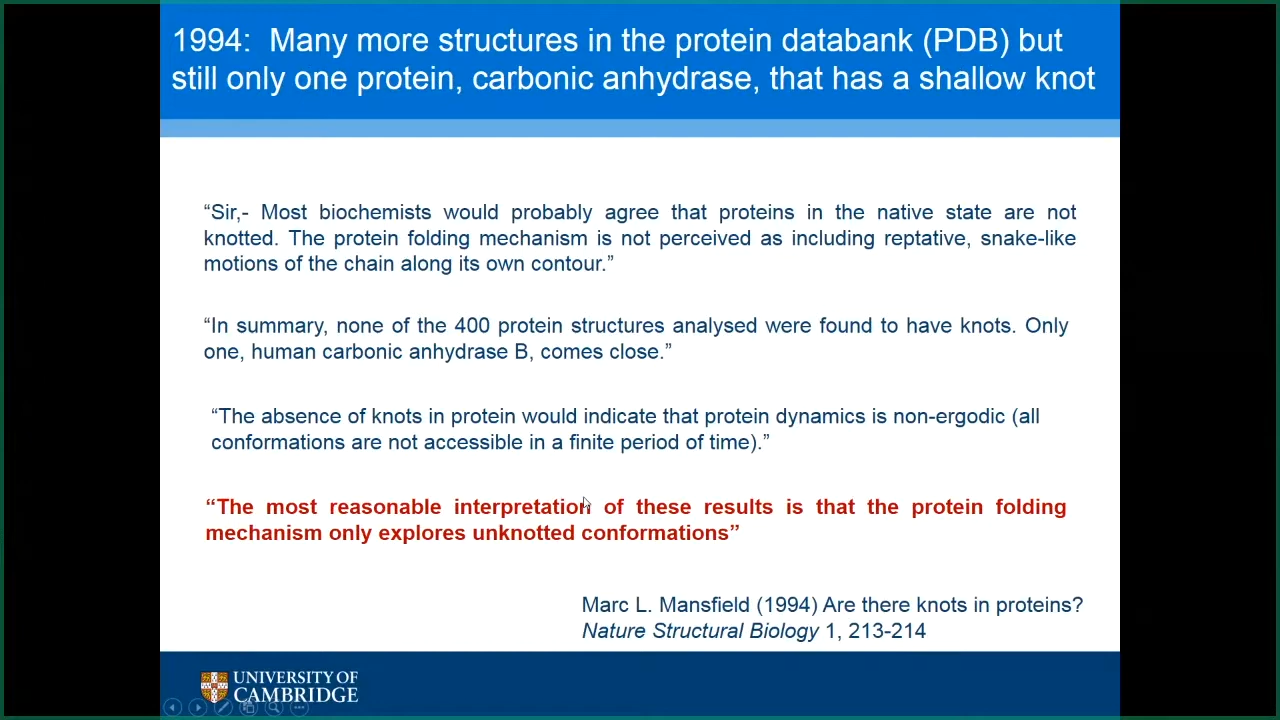 1994:  Many more structures in the protein databank (PDB) but
still only one protein, carbonic anhydrase, that has a shallow knot
“Sir,- Most biochemists would probably agree that proteins in the native state are not
knotted. The protein folding mechanism is not perceived as including reptative, snake-like
motions of the chain along its own contour.”
“In summary, none of the 400 protein structures analysed were found to have knots. Only
one, human carbonic anhydrase B, comes close.”
“The absence of knots in protein would indicate that protein dynamics is non-ergodic (all
conformations are not accessible in a finite period of time).”
“The most reasonable interpretation of these results is that the protein folding
mechanism only explores unknotted conformations”
Marc L. Mansfield (1994) Are there knots in proteins?
Nature Structural Biology 1, 213-214
UNIVERSITY OF
CAMBRIDGE